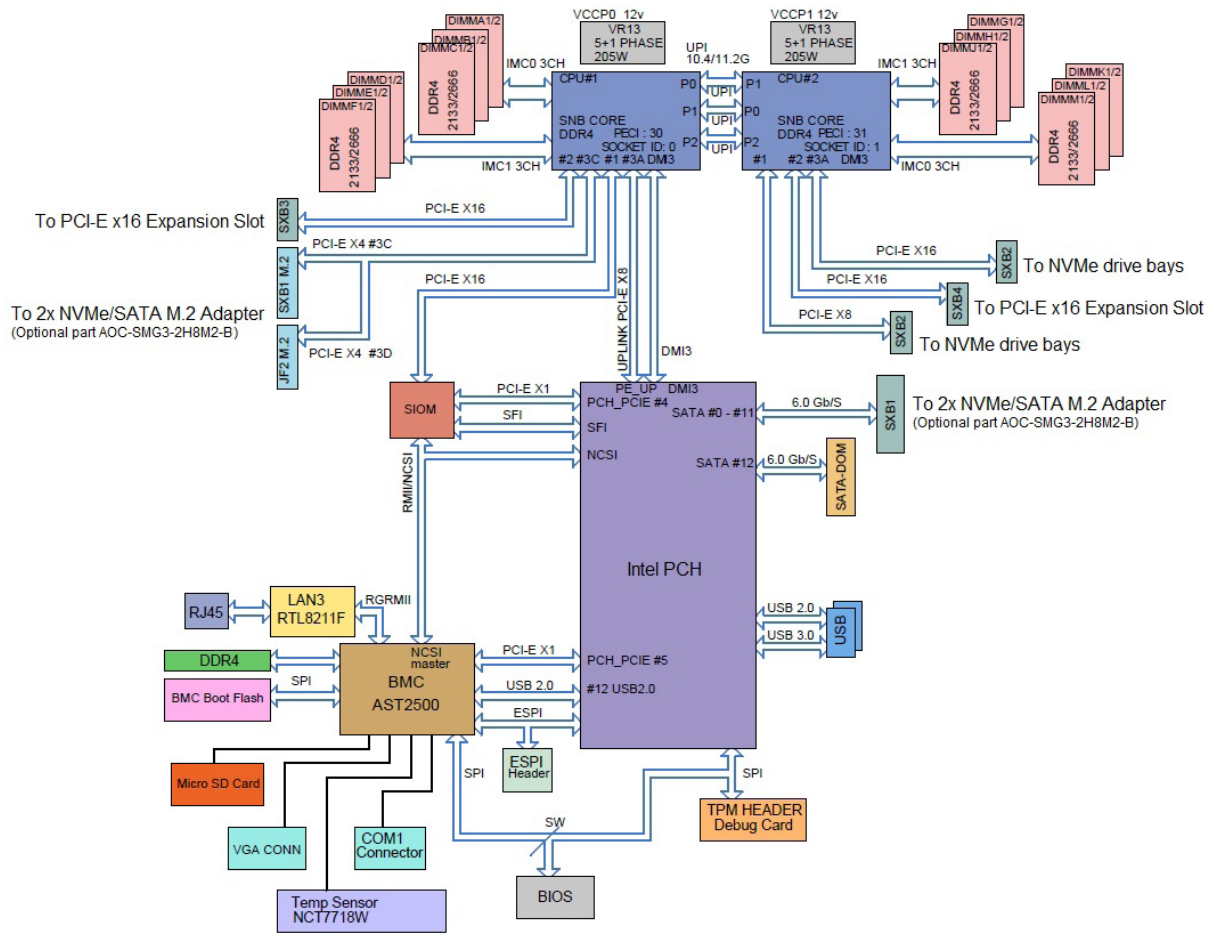 VCCP0 12v
VR13
5+1 PHASE
205W
VCCP1 12v
VR13
5+1 PHASE
205W
DIMMA1/2
DIMMB1/2
DIMMC1/2
DDR4
2133/2666
DIMMD1/2
DIMME1/2
DIMMF1/2
DDR4
2133/2666
IMC0 3CH
IMC1 3CH
CPU#1
P0
P1
P2
SNB CORE
DDR4
PECI : 30
SOCKET ID: 0
#2 #3C #1 #3A DMI3
UPI
10.4/11.2G
UPI
UPI
UPI
CPU#2
P1
P0
P2
SNB CORE
DDR4
PECI : 31
SOCKET ID : 1
#1 #2 #3A DMI3
IMC1 3CH
IMC0 3CH
DIMMG1/2
DIMMH1/2
DIMMJ1/2
DDR4
2133/2666
DIMMK1/2
DIMML1/2
DIMMM1/2
DDR4
2133/2666
To PCI-E x16 Expansion Slot
SXB3
PCI-E X16
SXB1 M.2
PCI-E X4 #3C
PCI-E X16
To 2x NVMe/SATA M.2 Adapter
(Optional part AOC-SMG3-2H8M2-B)
JF2 M.2
PCI-E X4 #3D
UPLINK PCI-E X8
DMI3
PCI-E X16
SXB2
To NVMe drive bays
PCI-E X16
SXB4
To PCI-E x16 Expansion Slot
PCI-E X8
SXB2
To NVMe drive bays
SIOM
PCI-E X1
SFI
RMII/NCSI
PE_UP DMI3
PCH_PCIE #4
SATA #0 - #11
SFI
NCSI
SATA #12
6.0 Gb/S
SXB1
To 2x NVMe/SATA M.2 Adapter
(Optional part AOC-SMG3-2H8M2-B)
6.0 Gb/S
SATA-DOM
Intel PCH
RJ45
LAN3
RTL8211F
RGRMII
USB 2.0
USB 3.0
USB
DDR4
BMC Boot Flash
SPI
NCSI
master
BMC
AST2500
PCI-E X1
PCH_PCIE #5
USB 2.0
#12 USB2.0
ESPI
ESPI
Header
Micro SD Card
VGA CONN
COM1
Connector
Temp Sensor
NCT7718W
SPI
SW
BIOS
SPI
TPM HEADER
Debug Card